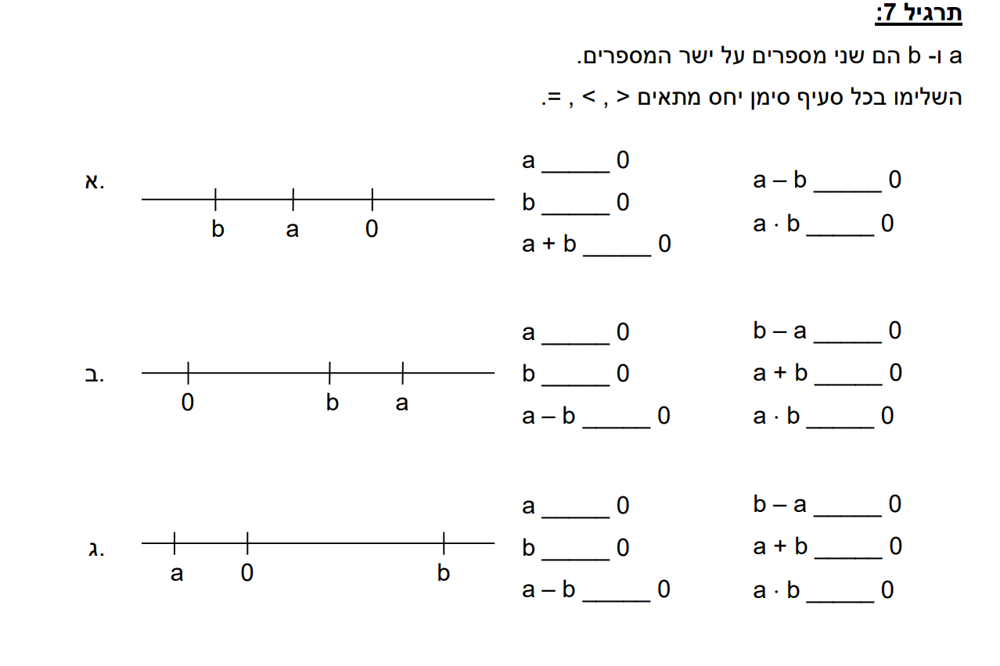 תרגיל 7:
a ו- b הם שני מספרים על ישר המספרים.
השלימו בכל סעיף סימן יחס מתאים > , < , =.
א.
b a 0
a _____ 0
b _____ 0
a + b _____ 0
a – b _____ 0
a · b _____ 0
ב.
0 b a
a _____ 0
b _____ 0
a – b _____ 0
b – a _____ 0
a + b _____ 0
a · b _____ 0
ג.
a 0 b
a _____ 0
b _____ 0
a – b _____ 0
b – a _____ 0
a + b _____ 0
a · b _____ 0